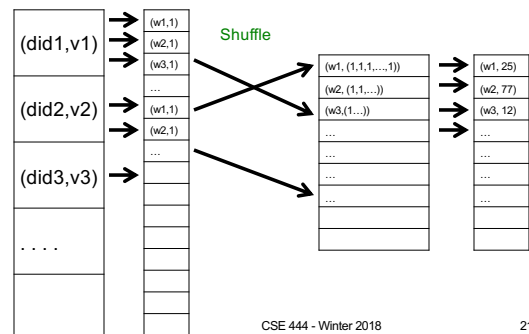 (did1,v1)
(did2,v2)
(did3,v3)
. . . .
(w1,1)
(w2,1)
(w3,1)
…
(w1,1)
(w2,1)
…
Shuffle
(w1, (1,1,1,…,1))
(w2, (1,1,…))
(w3,(1…))
…
…
…
…
(w1, 25)
(w2, 77)
(w3, 12)
…
…
…
…
CSE 444 - Winter 2018
21